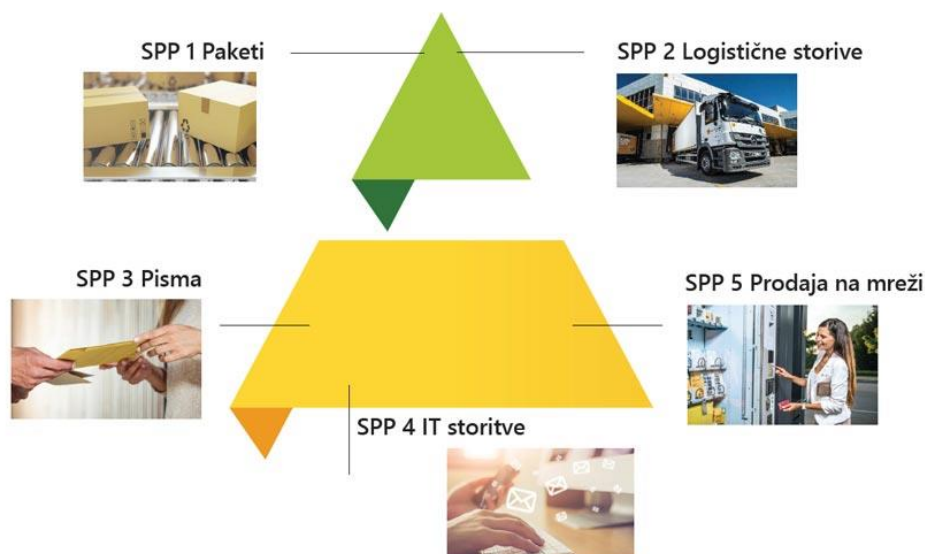 SPP 1 Paketi
SPP 2 Logistične storive
SPP 3 Pisma
SPP 5 Prodaja na mreži
SPP 4 IT storitve